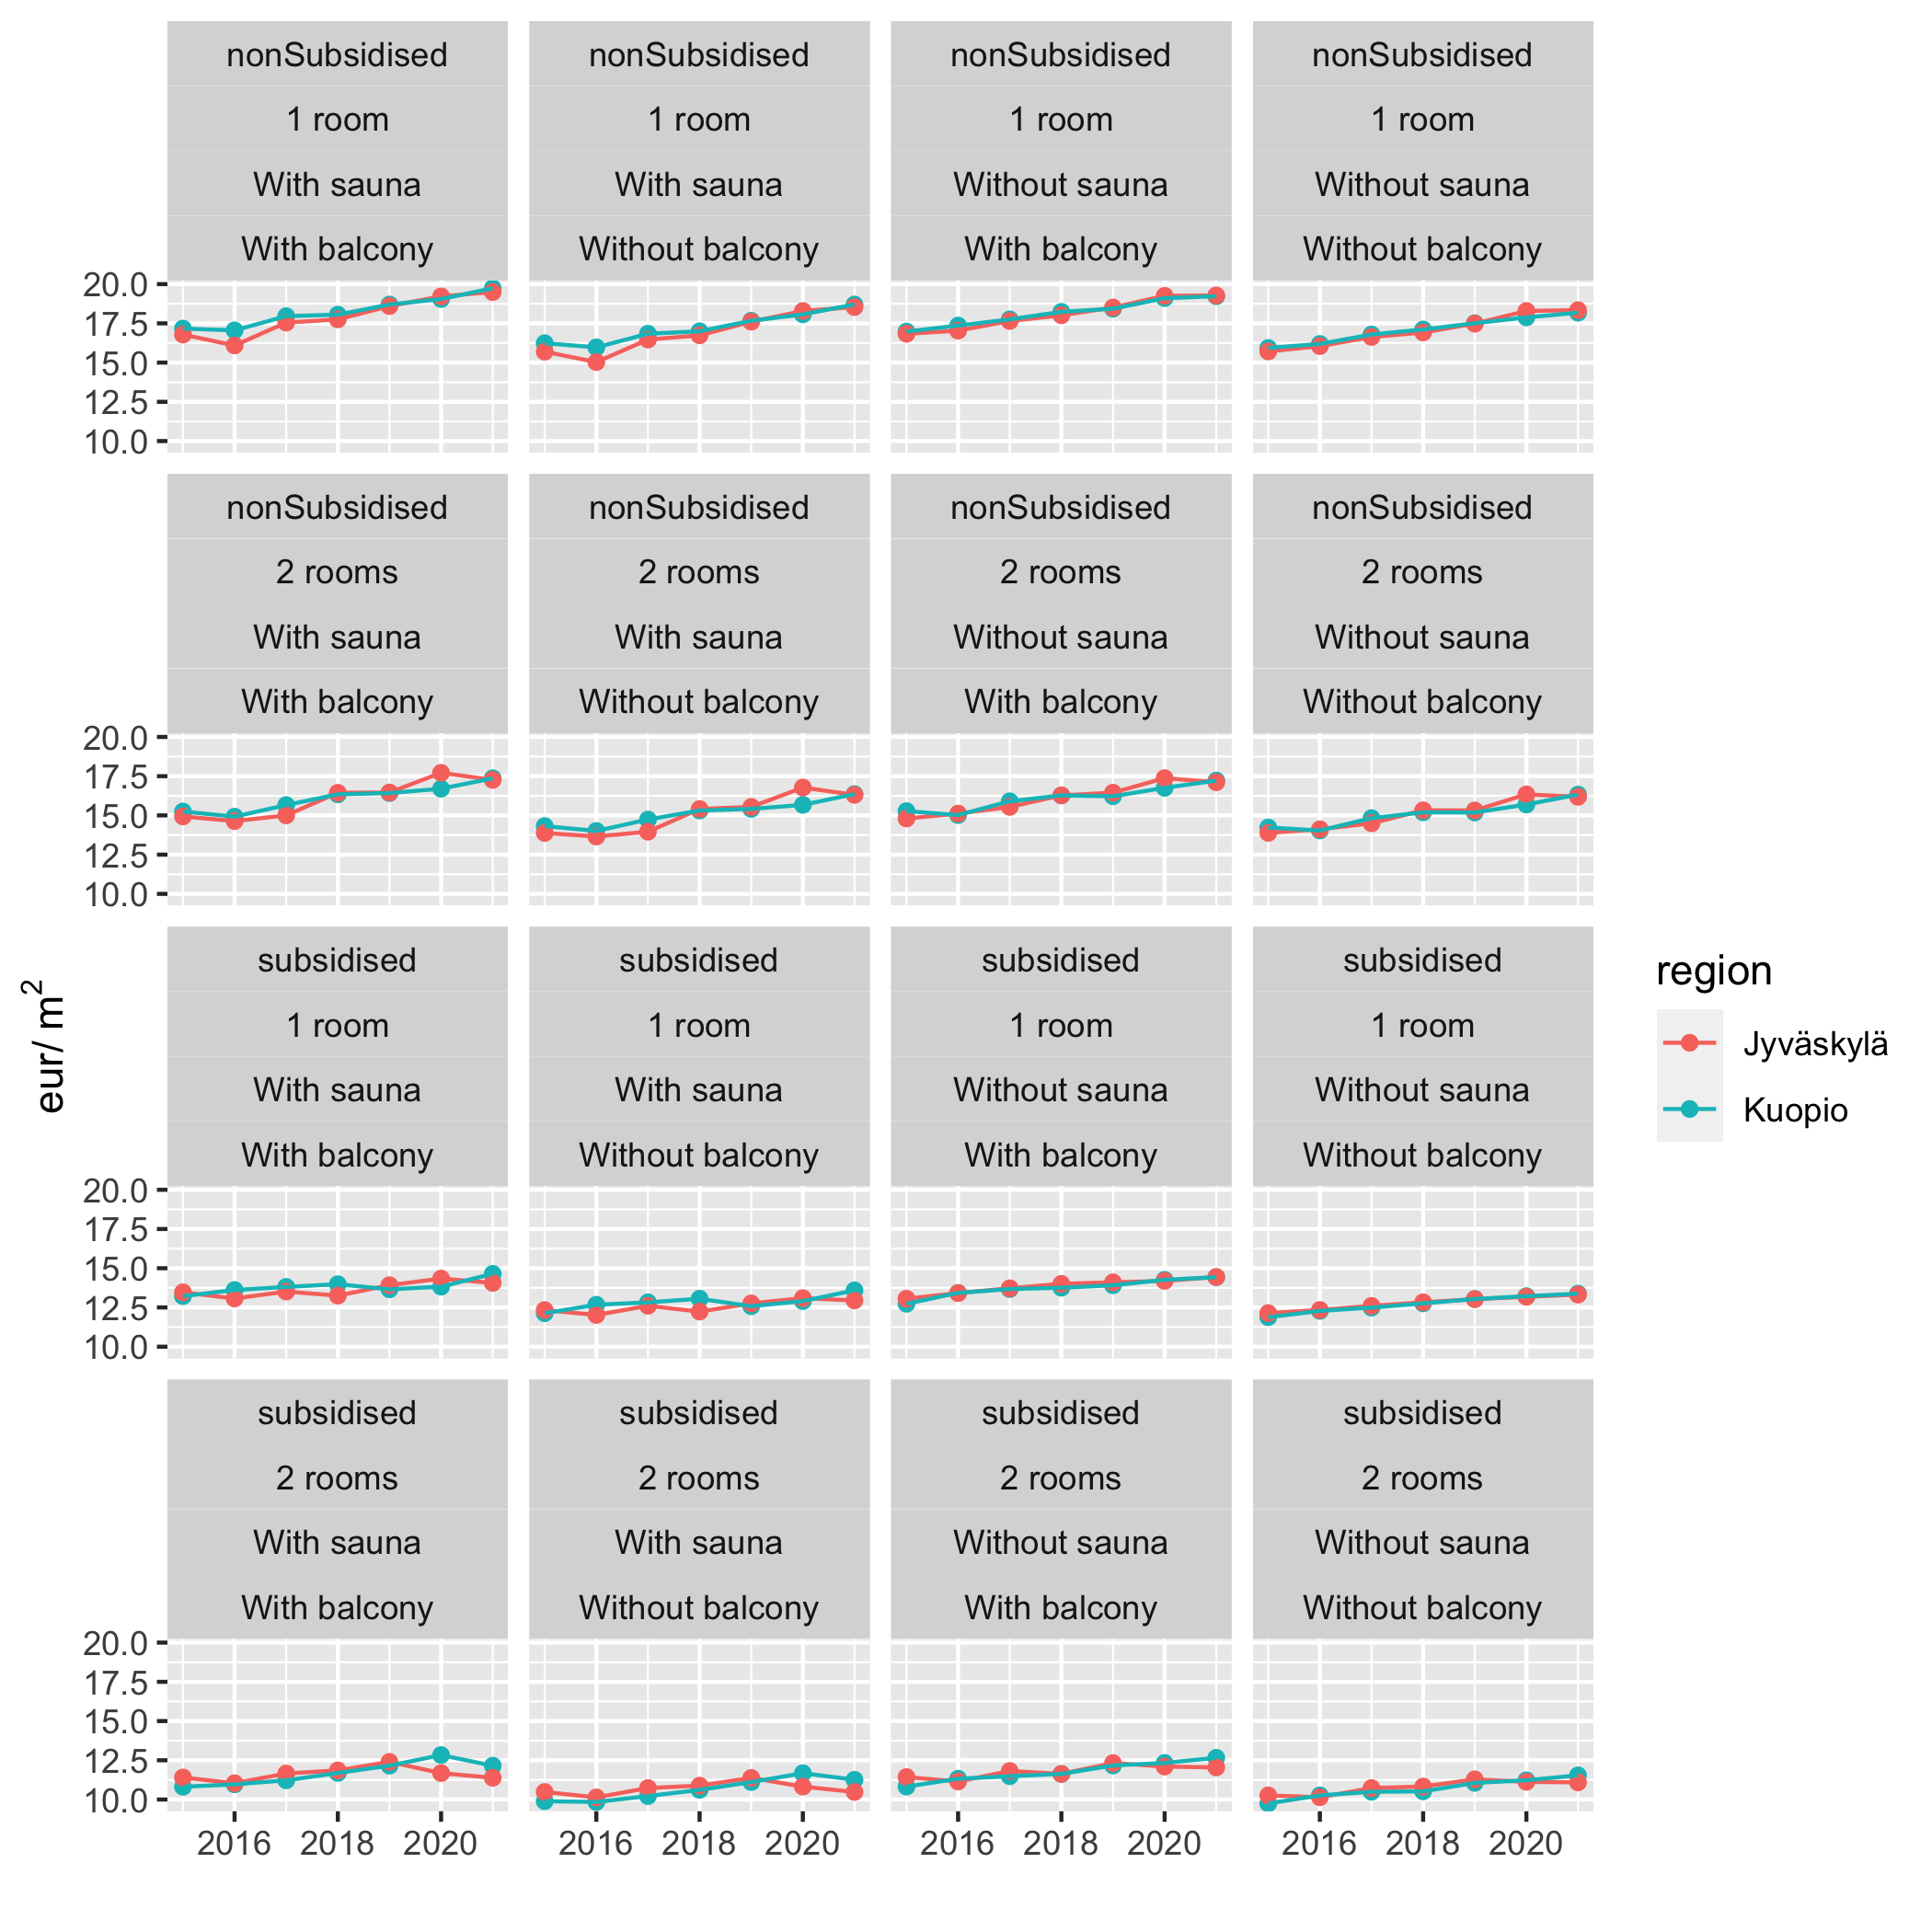 nonSubsidised nonSubsidised nonSubsidised nonSubsidised
1 room 1 room 1 room 1 room
With sauna With sauna Without sauna Without sauna
With balcony Without balcony With balcony Without balcony
20.0
17.5
15.0
12.5
10.0
nonSubsidised nonSubsidised nonSubsidised nonSubsidised
2 rooms 2 rooms 2 rooms 2 rooms
With sauna With sauna Without sauna Without sauna
With balcony Without balcony With balcony Without balcony
20.0
17.5
15.0
12.5
10.0
subsidised subsidised subsidised subsidised
1 room 1 room 1 room 1 room
With sauna With sauna Without sauna Without sauna
With balcony Without balcony With balcony Without balcony
20.0
17.5
15.0
12.5
10.0
subsidised subsidised subsidised subsidised
2 rooms 2 rooms 2 rooms 2 rooms
With sauna With sauna Without sauna Without sauna
With balcony Without balcony With balcony Without balcony
20.0
17.5
15.0
12.5
10.0
2016 2018 2020 2016 2018 2020 2016 2018 2020 2016 2018 2020
eur/ m²
region
Jyväskylä
Kuopio